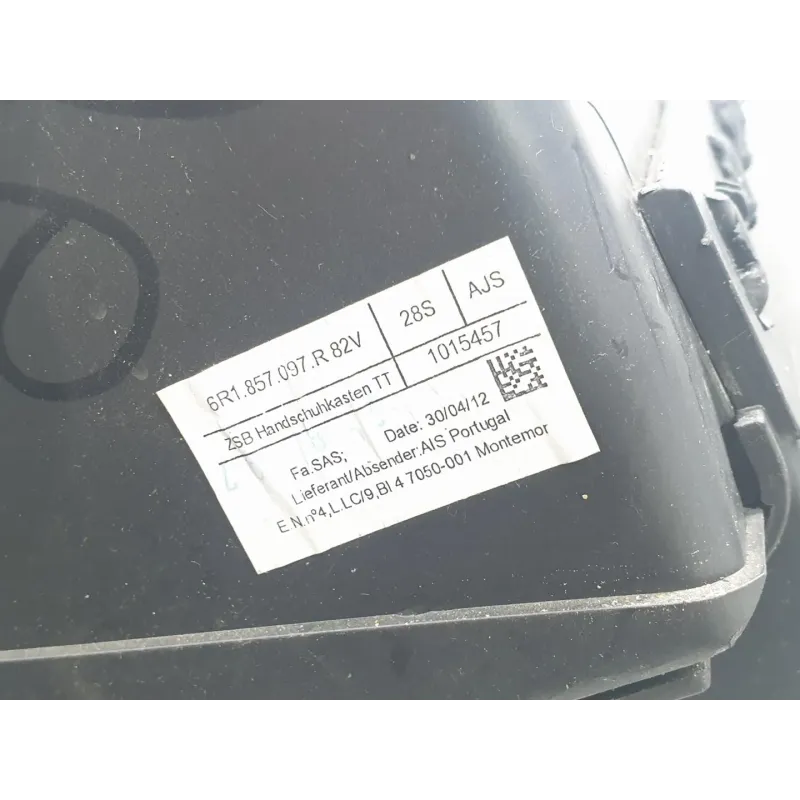 6R1.857.097.R 82V 28S AJS
ZSB Handschuhkasten TT 1015457
Fa.SAS; Date: 30/04/12
Lieferant/Absender:AIS Portugal
E.N.nº4,L.LC/9,Bl 4 7050-001 Montemor